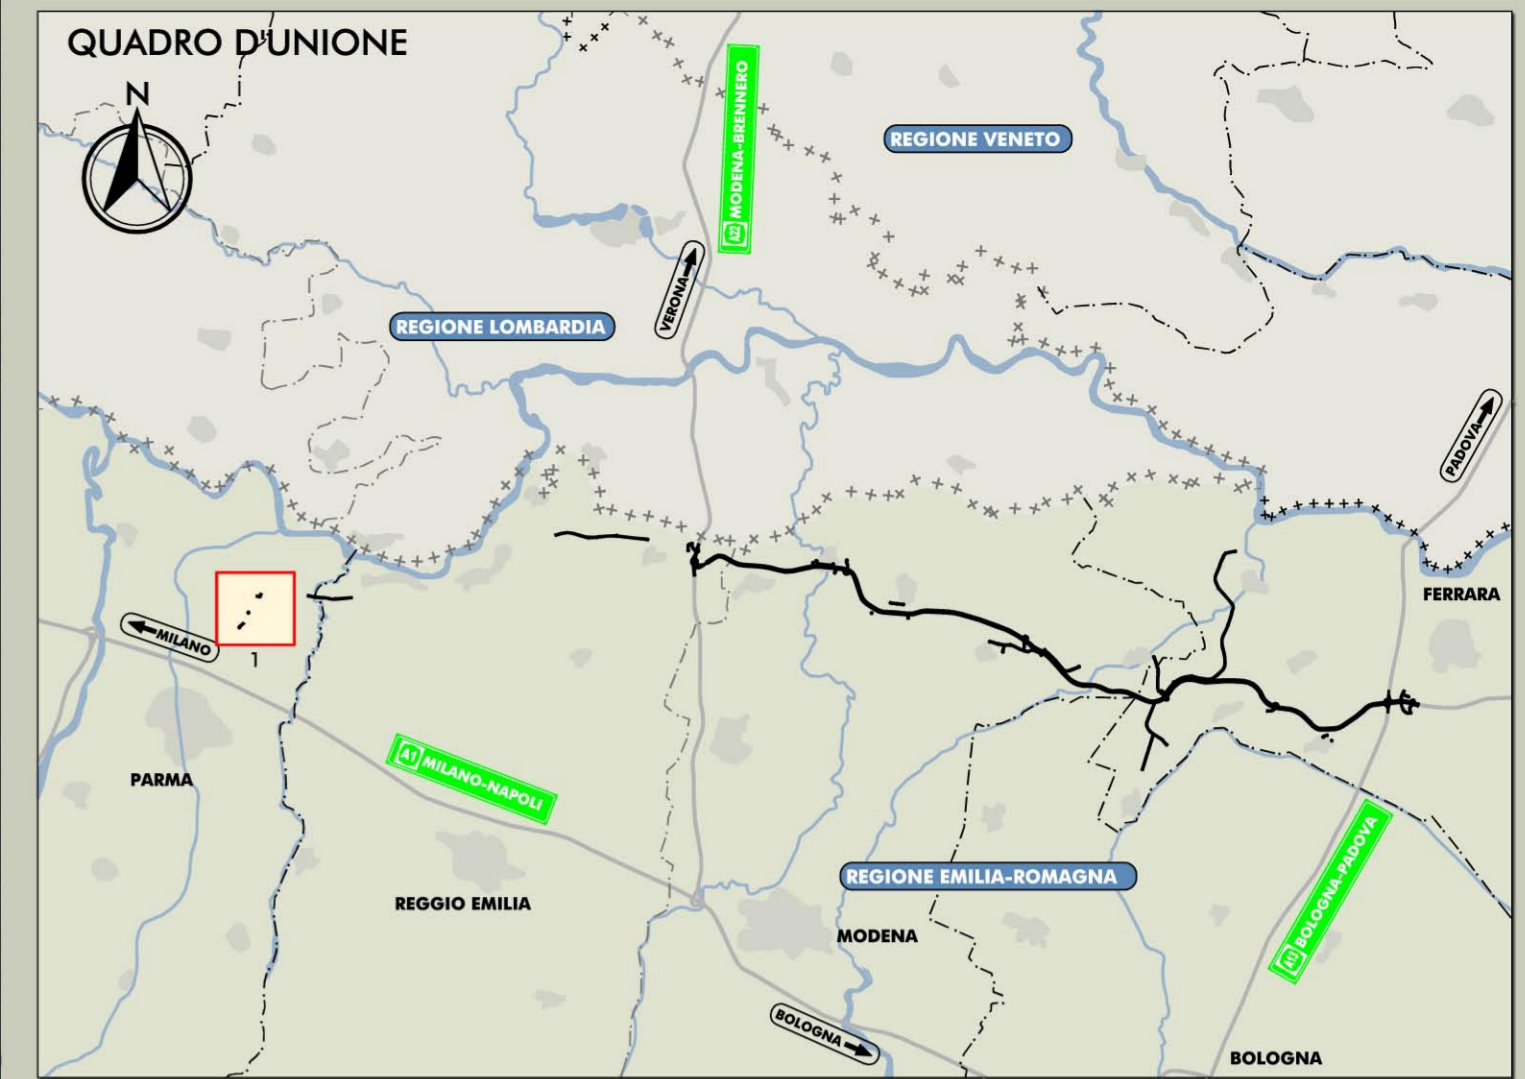 QUADRO D'UNIONE
N
A22 MODENA-BRENNERO
REGIONE VENETO
VERONA
REGIONE LOMBARDIA
PADOVA
FERRARA
MILANO
1
PARMA
A1 MILANO-NAPOLI
REGIONE EMILIA-ROMAGNA
A13 BOLOGNA-PADOVA
REGGIO EMILIA
MODENA
BOLOGNA
BOLOGNA